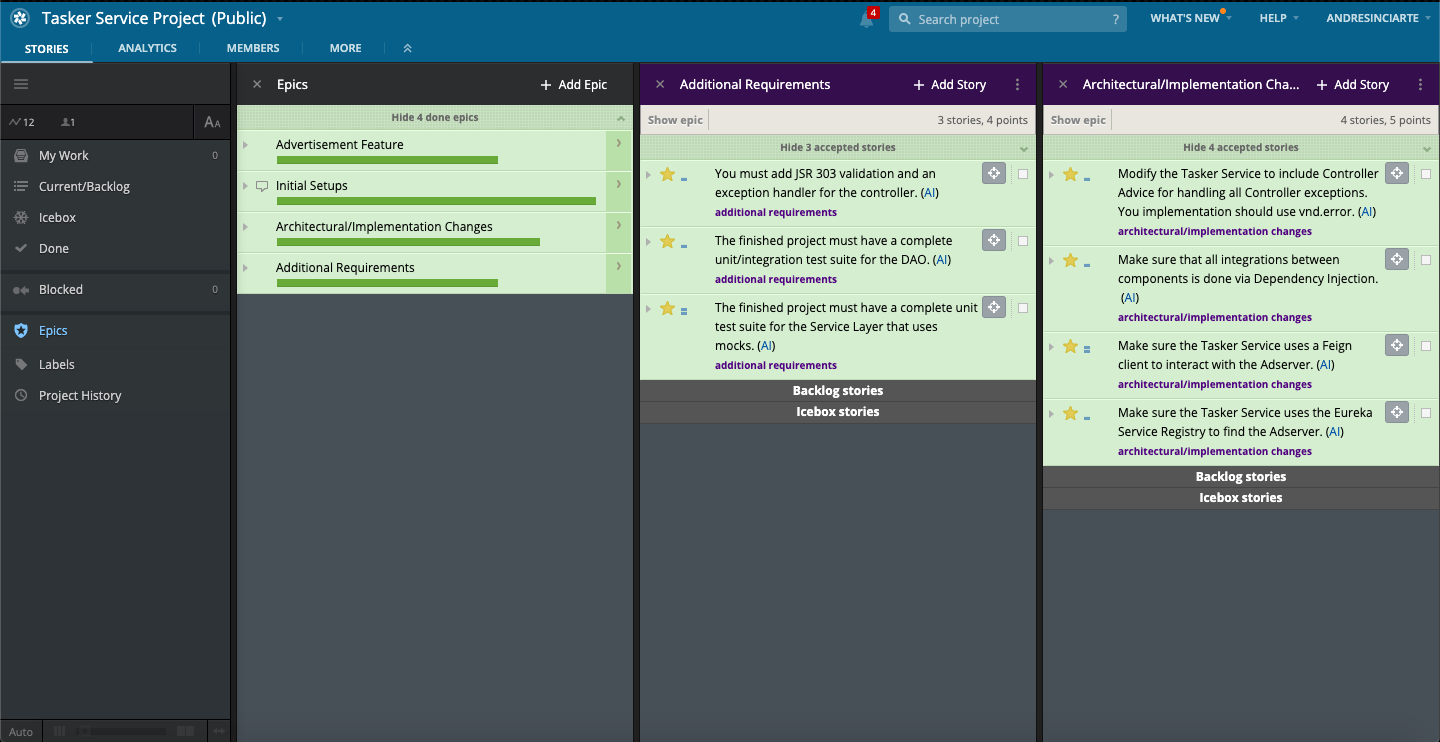 Tasker Service Project (Public)
4
Search project
?
WHAT'S NEW
HELP
ANDRESINCIARTE
STORIES
ANALYTICS
MEMBERS
MORE
12
1
AA
My Work
0
Current/Backlog
Icebox
Done
Blocked
0
Epics
Labels
Project History
Auto
Epics
+ Add Epic
Hide 4 done epics
Advertisement Feature
Initial Setups
Architectural/Implementation Changes
Additional Requirements
Additional Requirements
+ Add Story
Show epic
3 stories, 4 points
Hide 3 accepted stories
You must add JSR 303 validation and an
exception handler for the controller. (AI)
additional requirements
The finished project must have a complete
unit/integration test suite for the DAO. (AI)
additional requirements
The finished project must have a complete unit
test suite for the Service Layer that uses
mocks. (AI)
additional requirements
Backlog stories
Icebox stories
Architectural/Implementation Cha...
+ Add Story
Show epic
4 stories, 5 points
Hide 4 accepted stories
Modify the Tasker Service to include Controller
Advice for handling all Controller exceptions.
You implementation should use vnd.error. (AI)
architectural/implementation changes
Make sure that all integrations between
components is done via Dependency Injection.
(AI)
architectural/implementation changes
Make sure the Tasker Service uses a Feign
client to interact with the Adserver. (AI)
architectural/implementation changes
Make sure the Tasker Service uses the Eureka
Service Registry to find the Adserver. (AI)
architectural/implementation changes
Backlog stories
Icebox stories